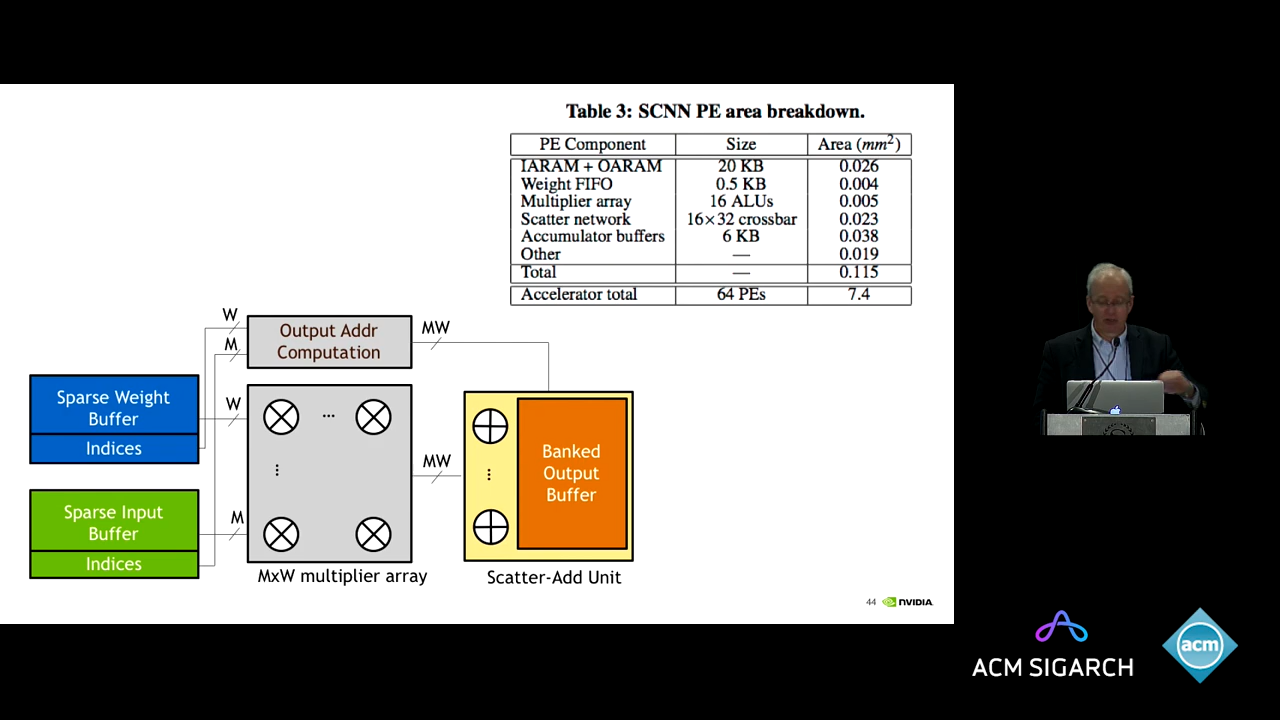 Table 3: SCNN PE area breakdown.
PE Component Size Area (mm²)
IARAM + OARAM 20 KB 0.026
Weight FIFO 0.5 KB 0.004
Multiplier array 16 ALUs 0.005
Scatter network 16×32 crossbar 0.023
Accumulator buffers 6 KB 0.038
Other — 0.019
Total — 0.115
Accelerator total 64 PEs 7.4
W
M
Output Addr
Computation
MW
Sparse Weight
Buffer
Indices
W
...
MW
Banked
Output
Buffer
Sparse Input
Buffer
Indices
M
MxW multiplier array
Scatter-Add Unit
44 NVIDIA.
ACM SIGARCH
acm